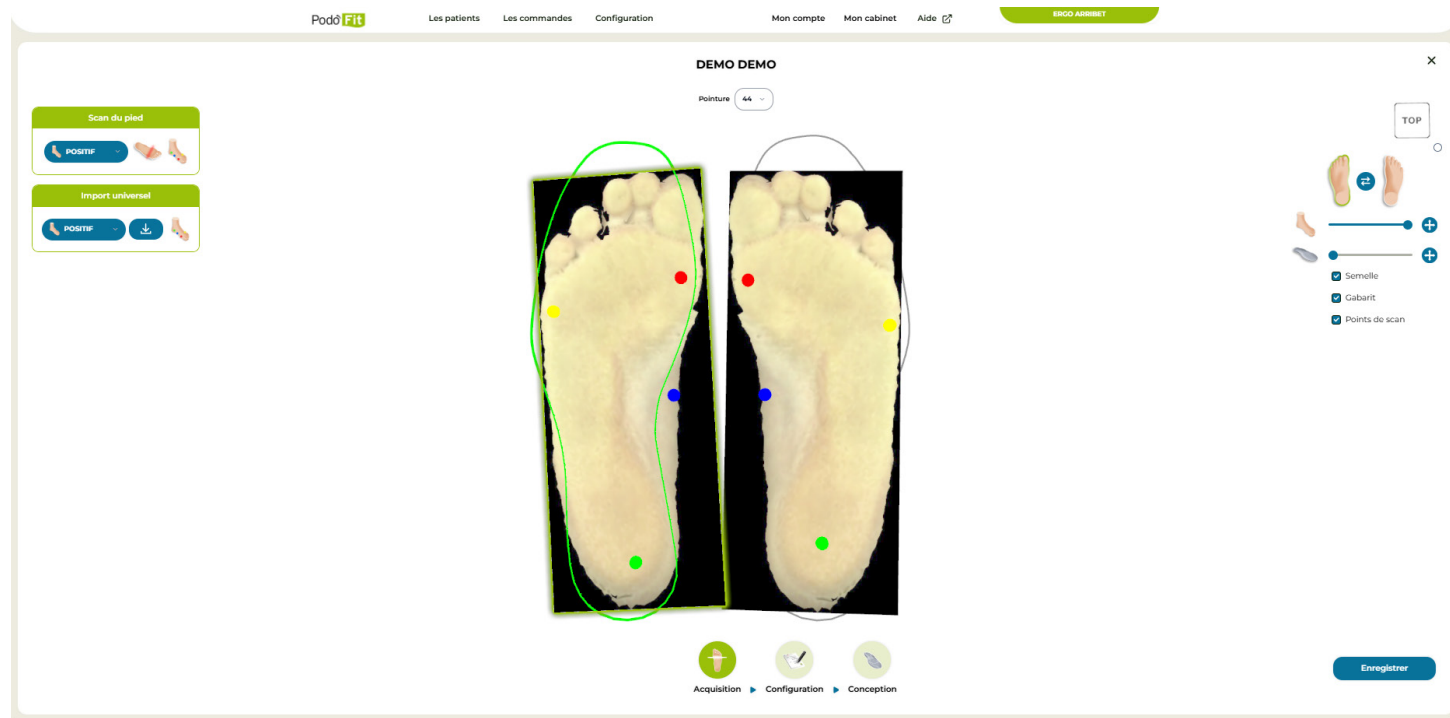 Podo Fit
Les patients
Les commandes
Configuration
Mon compte
Mon cabinet
Aide
ERGO ARRIBET
DEMO DEMO
Pointure 44
Scan du pied
POSITIF
Import universel
POSITIF
TOP
Semelle
Gabarit
Points de scan
Acquisition
Configuration
Conception
Enregistrer